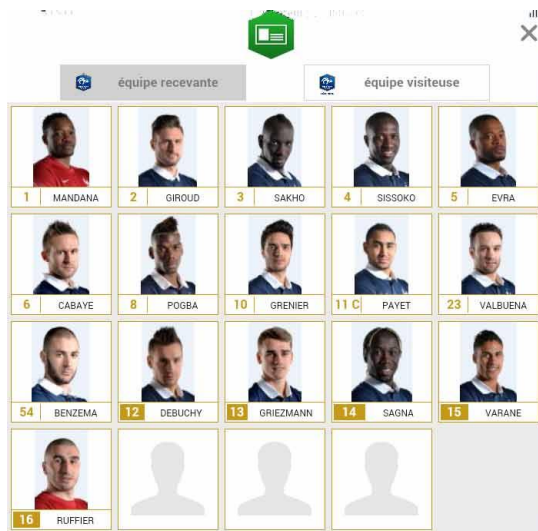 équipe recevante
équipe visiteuse
1 MANDANA
2 GIROUD
3 SAKHO
4 SISSOKO
5 EVRA
6 CABAYE
8 POGBA
10 GRENIER
11 C PAYET
23 VALBUENA
54 BENZEMA
12 DEBUCHY
13 GRIEZMANN
14 SAGNA
15 VARANE
16 RUFFIER